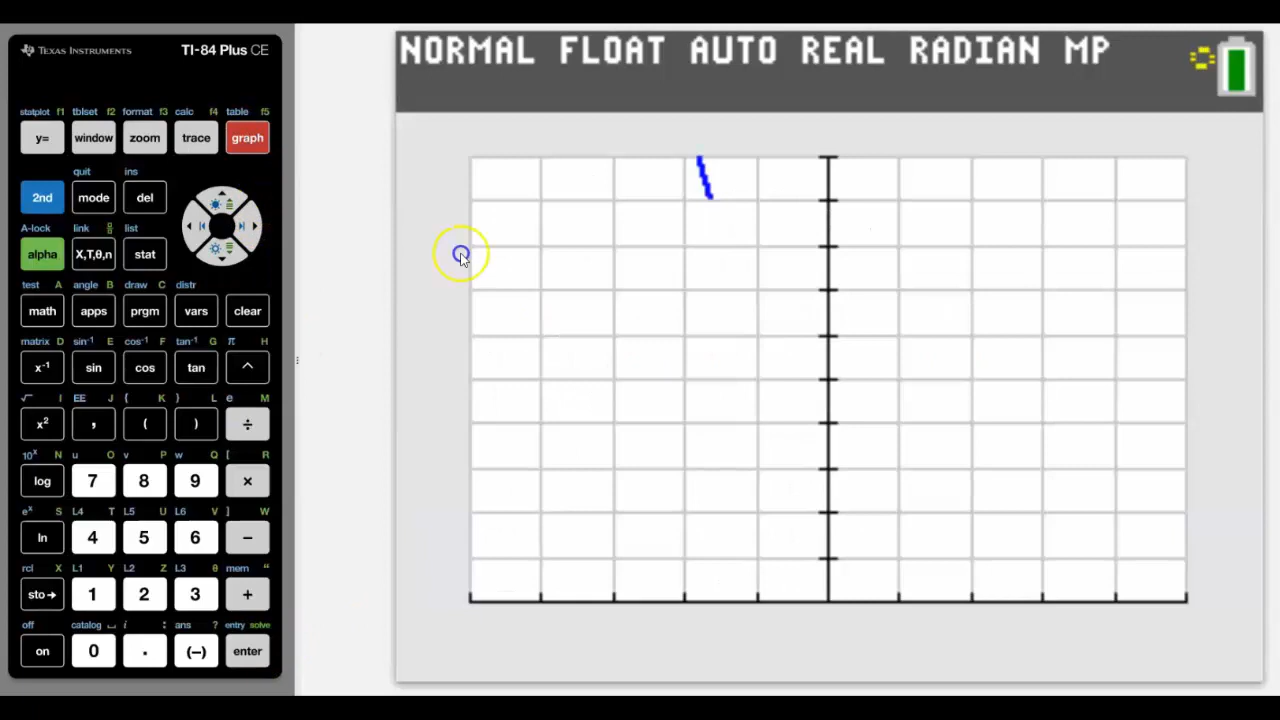 TEXAS INSTRUMENTS TI-84 Plus CE
NORMAL FLOAT AUTO REAL RADIAN MP
statplot f1 tblset f2 format f3 calc f4 table f5
y= window zoom trace graph
quit ins
2nd mode del
A-lock link list
alpha X,T,θ,n stat
test A angle B draw C distr
math apps prgm vars clear
matrix D sin⁻¹ E cos⁻¹ F tan⁻¹ G π H
x⁻¹ sin cos tan ^
√ I EE J { K } L e M
x² , ( ) ÷
10ˣ N u O v P w Q [ R
log 7 8 9 ×
eˣ S L4 T L5 U L6 V ] W
ln 4 5 6 −
rcl X L1 Y L2 Z L3 θ mem "
sto→ 1 2 3 +
off catalog ⎵ i : ans ? entry solve
on 0 . (−) enter